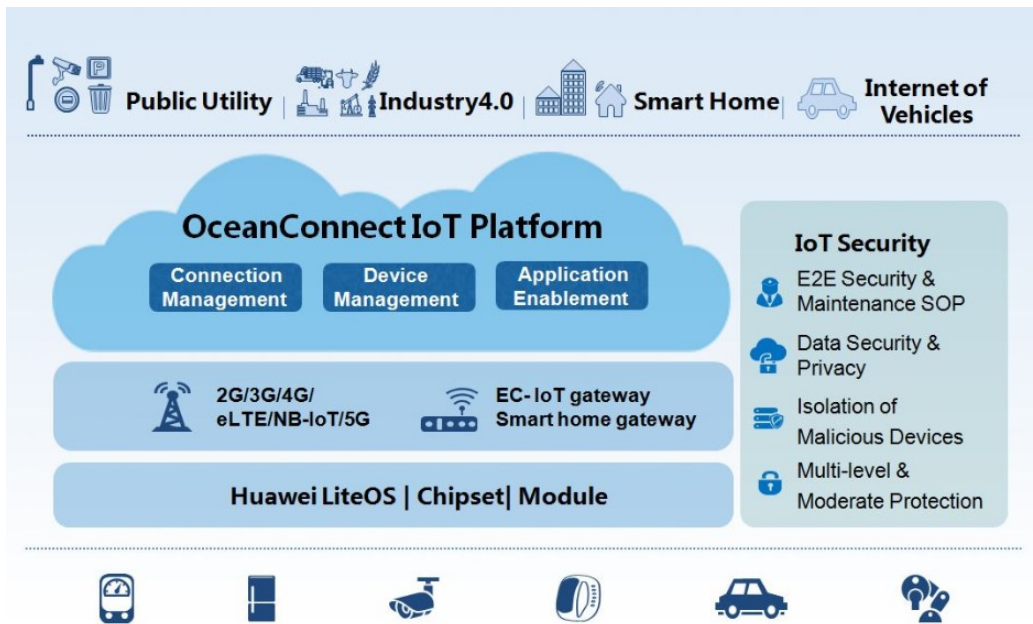 P
Public Utility | Industry4.0 | Smart Home | Internet of
Vehicles
OceanConnect IoT Platform
Connection
Management
Device
Management
Application
Enablement
2G/3G/4G/
eLTE/NB-IoT/5G
EC-IoT gateway
Smart home gateway
Huawei LiteOS | Chipset| Module
IoT Security
E2E Security &
Maintenance SOP
Data Security &
Privacy
Isolation of
Malicious Devices
Multi-level &
Moderate Protection